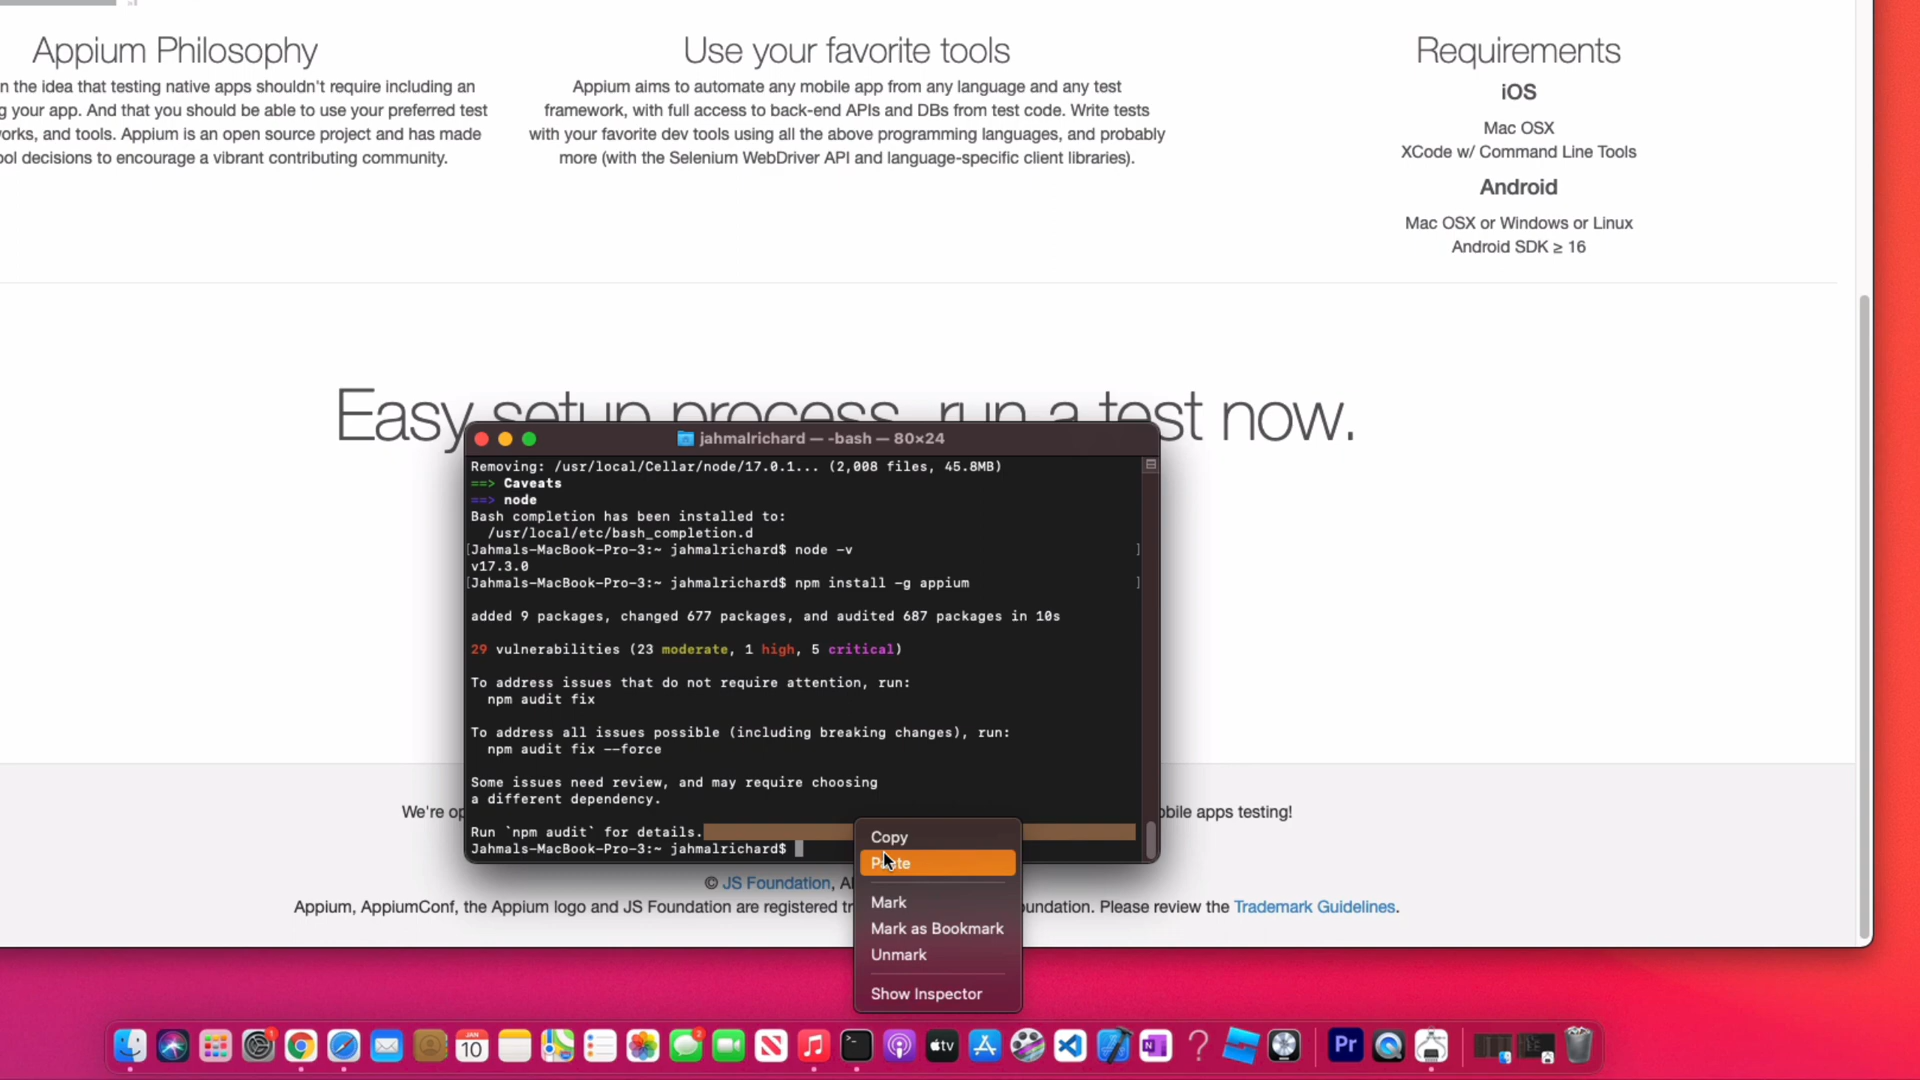 Appium Philosophy
n the idea that testing native apps shouldn't require including an
g your app. And that you should be able to use your preferred test
orks, and tools. Appium is an open source project and has made
ol decisions to encourage a vibrant contributing community.
Use your favorite tools
Appium aims to automate any mobile app from any language and any test
framework, with full access to back-end APIs and DBs from test code. Write tests
with your favorite dev tools using all the above programming languages, and probably
more (with the Selenium WebDriver API and language-specific client libraries).
Requirements
iOS
Mac OSX
XCode w/ Command Line Tools
Android
Mac OSX or Windows or Linux
Android SDK ≥ 16
Easy setup process, run a test now.
jahmalrichard — -bash — 80×24
Removing: /usr/local/Cellar/node/17.0.1... (2,008 files, 45.8MB)
==> Caveats
==> node
Bash completion has been installed to:
/usr/local/etc/bash_completion.d
[Jahmals-MacBook-Pro-3:~ jahmalrichard$ node -v ]
v17.3.0
[Jahmals-MacBook-Pro-3:~ jahmalrichard$ npm install -g appium ]
added 9 packages, changed 677 packages, and audited 687 packages in 10s
29 vulnerabilities (23 moderate, 1 high, 5 critical)
To address issues that do not require attention, run:
npm audit fix
To address all issues possible (including breaking changes), run:
npm audit fix --force
Some issues need review, and may require choosing
a different dependency.
Run `npm audit` for details.
Jahmals-MacBook-Pro-3:~ jahmalrichard$
Copy
Paste
Mark
Mark as Bookmark
Unmark
Show Inspector
We're op
bile apps testing!
© JS Foundation, A
Appium, AppiumConf, the Appium logo and JS Foundation are registered tr
undation. Please review the Trademark Guidelines.
1
JAN
10
2
tv
Pr